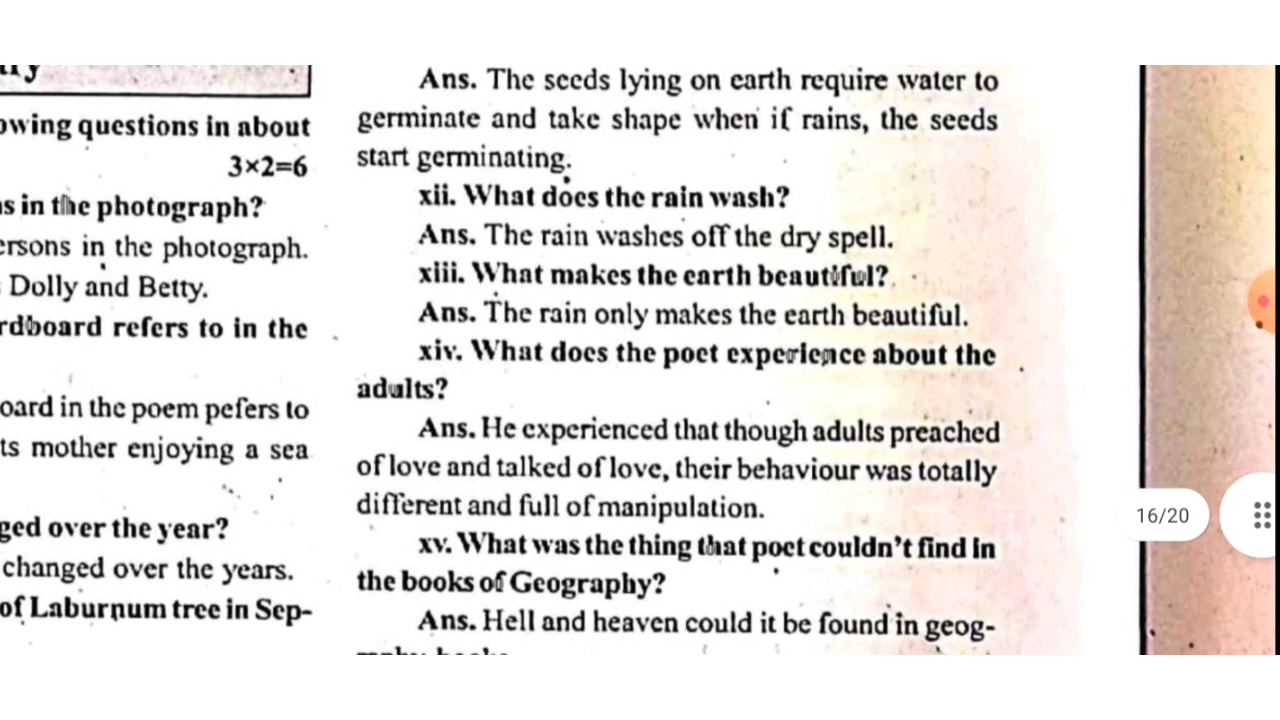 owing questions in about
3×2=6
s in the photograph?
ersons in the photograph.
Dolly and Betty.
rdboard refers to in the
oard in the poem pefers to
ts mother enjoying a sea
ged over the year?
changed over the years.
of Laburnum tree in Sep-
Ans. The seeds lying on earth require water to
germinate and take shape when if rains, the seeds
start germinating.
xii. What does the rain wash?
Ans. The rain washes off the dry spell.
xiii. What makes the earth beautiful?
Ans. The rain only makes the earth beautiful.
xiv. What does the poet experience about the
adults?
Ans. He experienced that though adults preached
of love and talked of love, their behaviour was totally
different and full of manipulation.
xv. What was the thing that poet couldn't find in
the books of Geography?
Ans. Hell and heaven could it be found in geog-
16/20